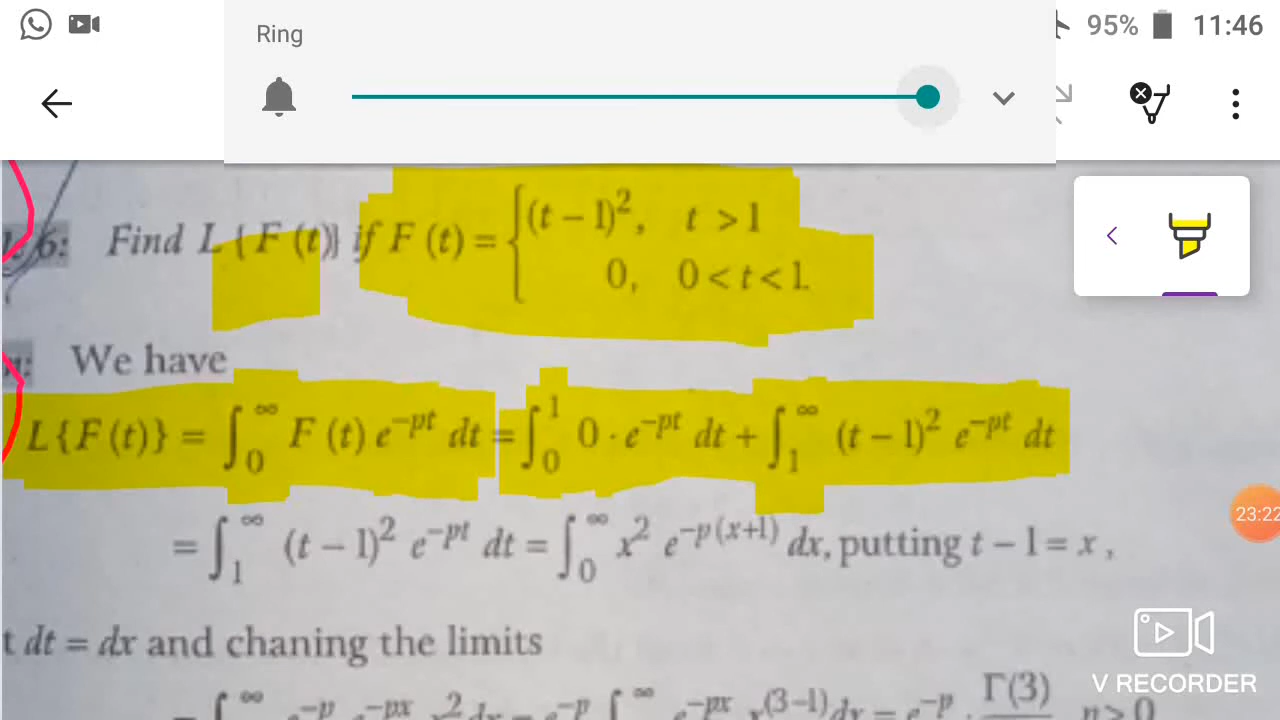 Ring
95% 11:46
6: Find L {F (t)} if F (t) = { (t – 1)², t > 1
0, 0 < t < 1.
We have
L{F (t)} = ∫₀^∞ F (t) e^–pt dt = ∫₀^1 0 · e^–pt dt + ∫₁^∞ (t – 1)² e^–pt dt
= ∫₁^∞ (t – 1)² e^–pt dt = ∫₀^∞ x² e^–p(x+1) dx, putting t – 1 = x ,
23:22
t dt = dx and chaning the limits
V RECORDER